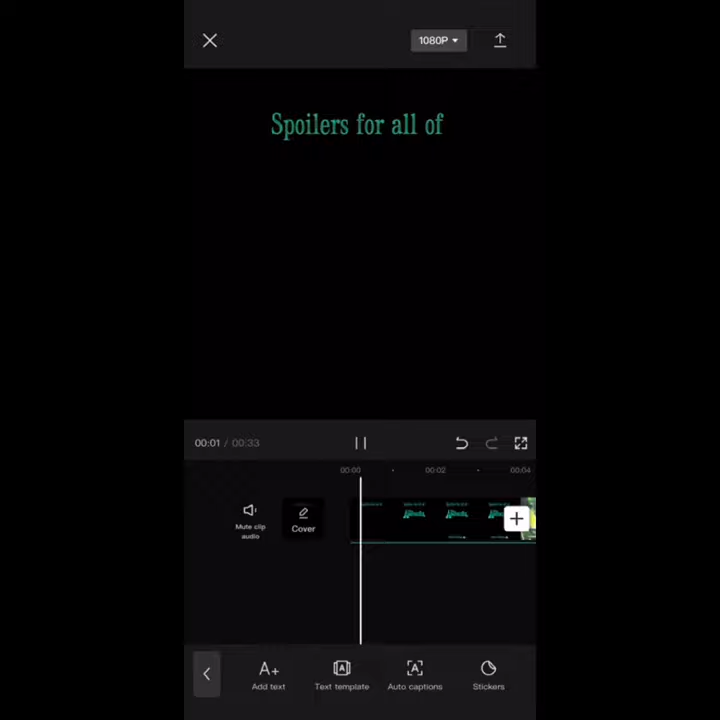 1080P
Spoilers for all of
00:01 / 00:33
00:00
00:02
00:04
Mute clip
audio
Cover
Add text
Text template
Auto captions
Stickers